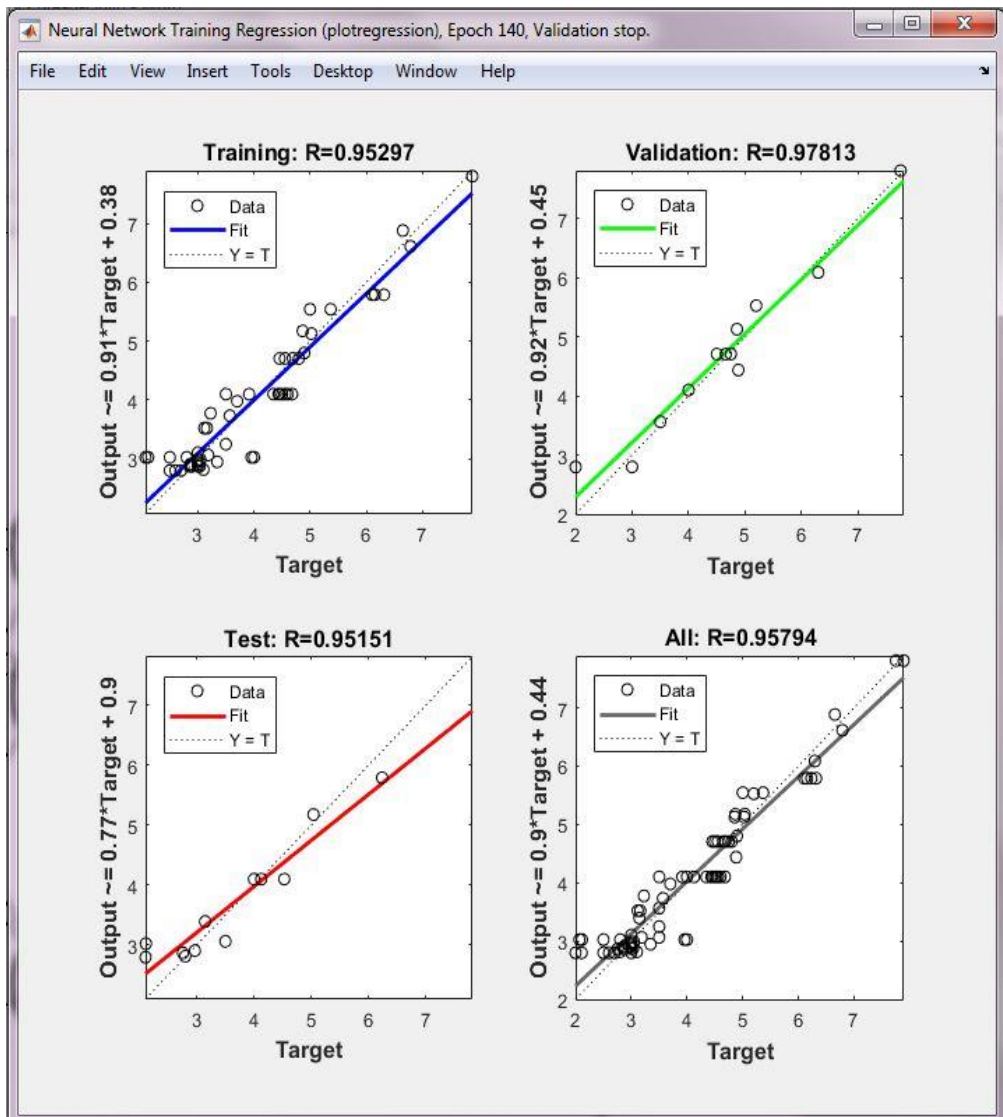 Neural Network Training Regression (plotregression), Epoch 140, Validation stop.
File Edit View Insert Tools Desktop Window Help
Training: R=0.95297
Output ~= 0.91*Target + 0.38
Data
Fit
Y = T
7
6
5
4
3
3 4 5 6 7
Target
Validation: R=0.97813
Output ~= 0.92*Target + 0.45
Data
Fit
Y = T
7
6
5
4
3
2
2 3 4 5 6 7
Target
Test: R=0.95151
Output ~= 0.77*Target + 0.9
Data
Fit
Y = T
7
6
5
4
3
3 4 5 6 7
Target
All: R=0.95794
Output ~= 0.9*Target + 0.44
Data
Fit
Y = T
7
6
5
4
3
2
2 3 4 5 6 7
Target